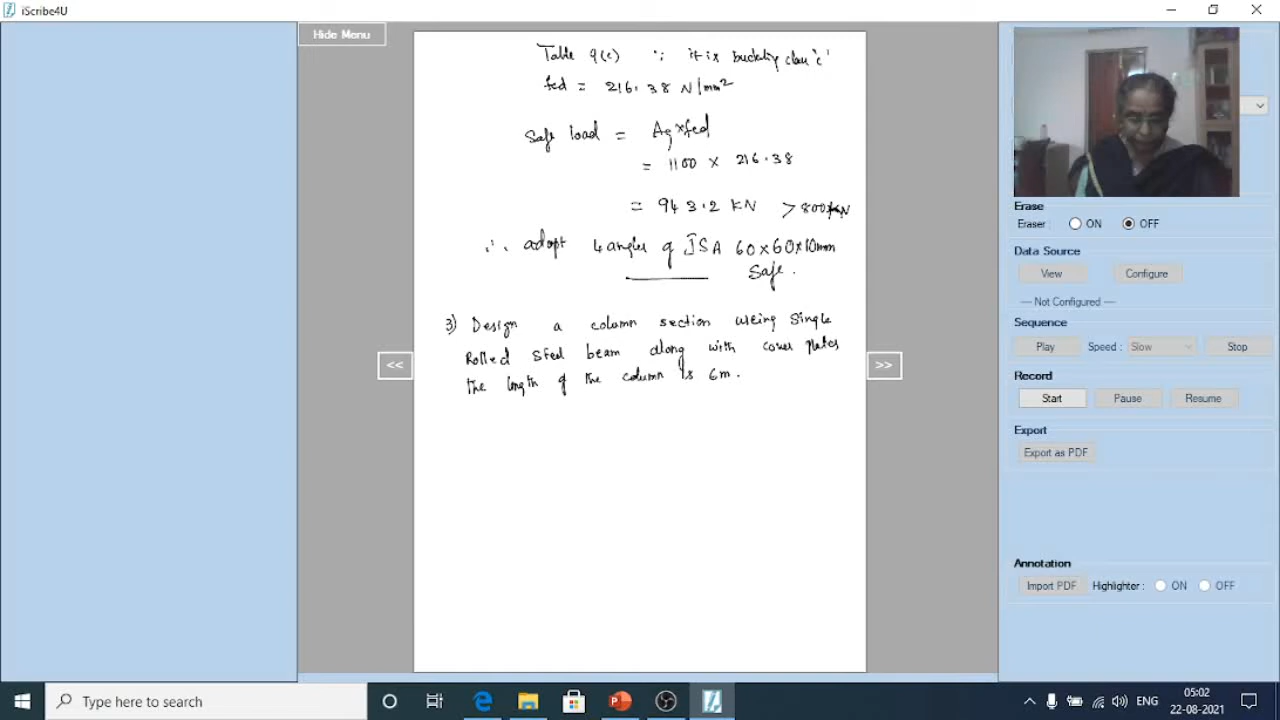 iScribe4U
Hide Menu
Table 9(c) ∵ it is buckling class 'c'
fcd = 216.38 N/mm²
Safe load = Ag×fcd
= 1100 × 216.38
= 943.2 KN > 800KN
∴ adopt 4 angles of ISA 60×60×10mm
Safe.
3) Design a column section using single
Rolled steel beam along with cover plates
the length of the column is 6m.
<<
>>
Erase
Eraser : ON OFF
Data Source
View Configure
--- Not Configured ---
Sequence
Play Speed : Slow Stop
Record
Start Pause Resume
Export
Export as PDF
Annotation
Import PDF Highlighter : ON OFF
Type here to search
ENG
05:02
22-08-2021